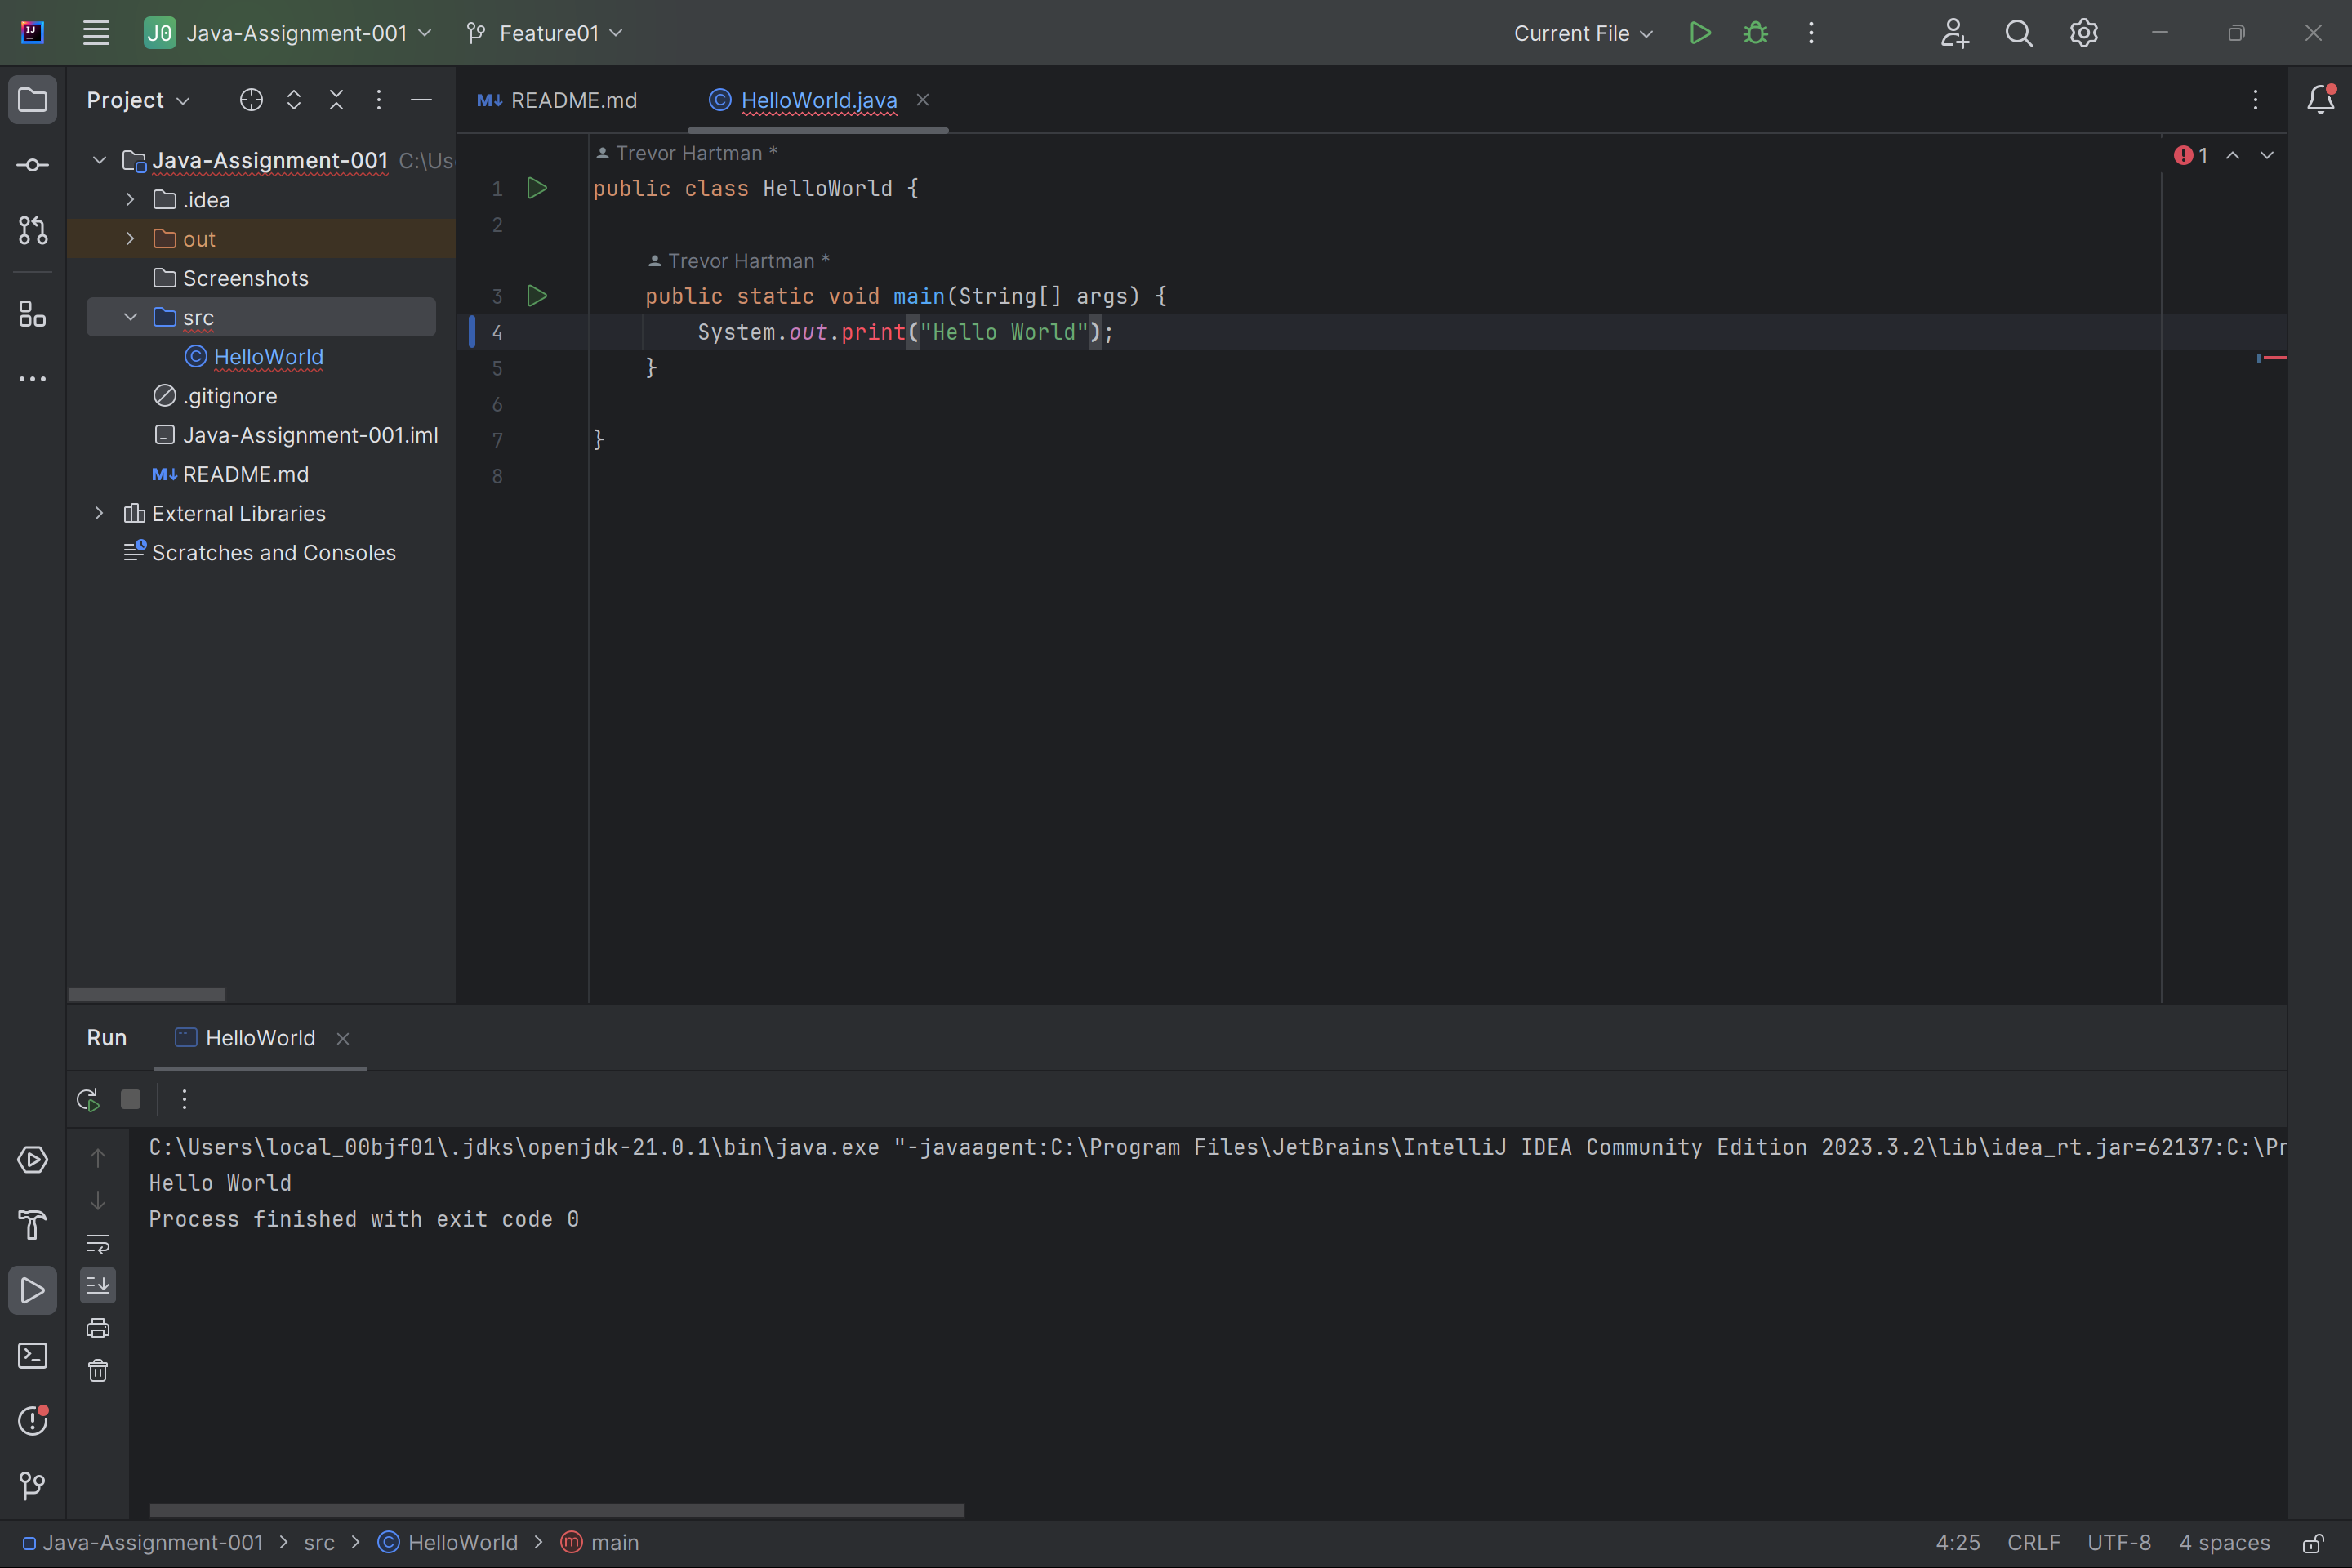 J0 Java-Assignment-001 Feature01 Current File
Project
Java-Assignment-001 C:\Us
.idea
out
Screenshots
src
HelloWorld
.gitignore
Java-Assignment-001.iml
M↓ README.md
External Libraries
Scratches and Consoles
M↓ README.md HelloWorld.java
Trevor Hartman *
1
1 public class HelloWorld {
2
Trevor Hartman *
3 public static void main(String[] args) {
4 System.out.print("Hello World");
5 }
6
7 }
8
Run HelloWorld
C:\Users\local_00bjf01\.jdks\openjdk-21.0.1\bin\java.exe "-javaagent:C:\Program Files\JetBrains\IntelliJ IDEA Community Edition 2023.3.2\lib\idea_rt.jar=62137:C:\Pr
Hello World
Process finished with exit code 0
Java-Assignment-001 > src > HelloWorld > main 4:25 CRLF UTF-8 4 spaces